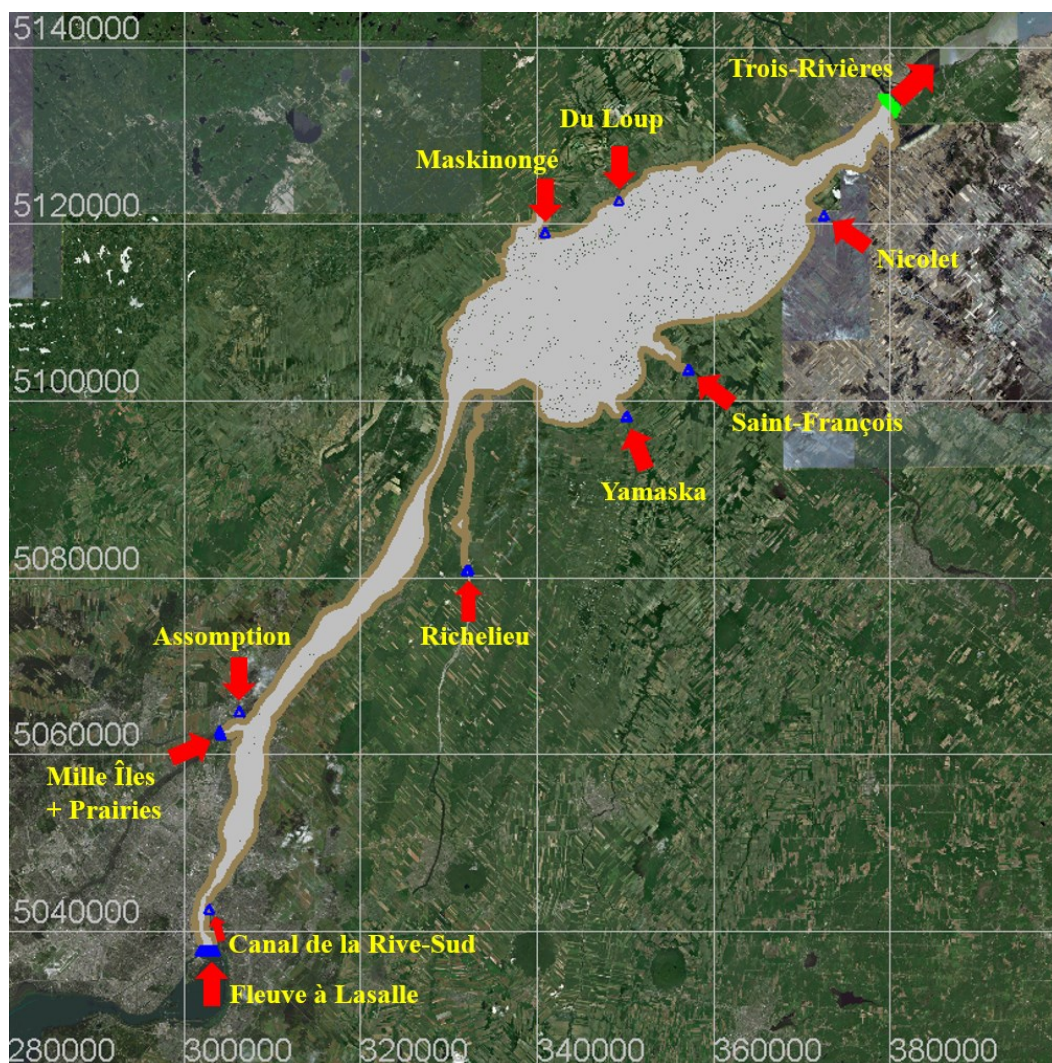 5140000
Trois-Rivières
Du Loup
Maskinongé
5120000
Nicolet
5100000
Saint-François
Yamaska
5080000
Assomption
Richelieu
5060000
Mille Îles
+ Prairies
5040000
Canal de la Rive-Sud
Fleuve à Lasalle
280000 300000 320000 340000 360000 380000